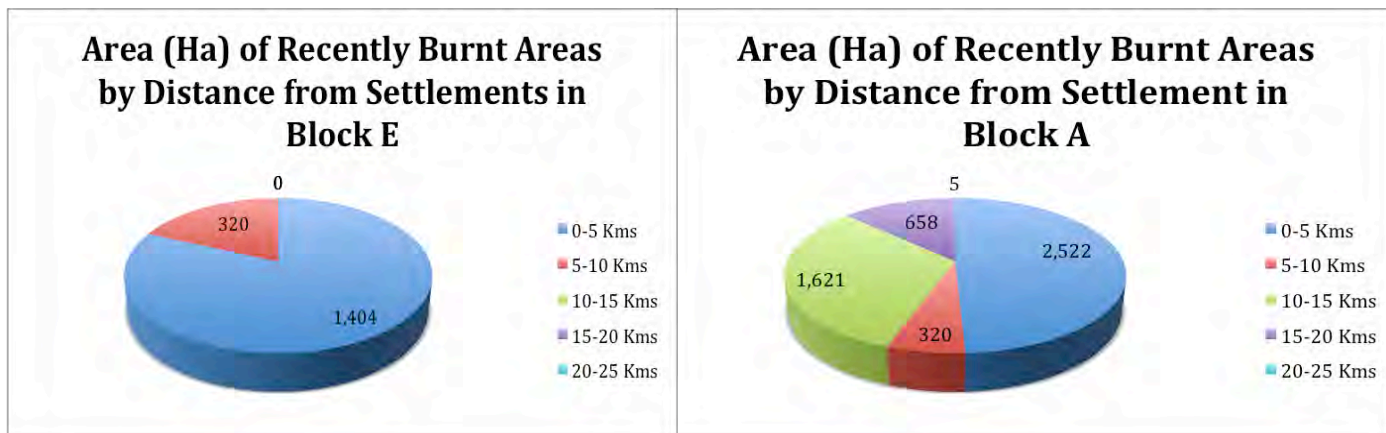 Area (Ha) of Recently Burnt Areas
by Distance from Settlements in
Block E
0
320
1,404
0-5 Kms
5-10 Kms
10-15 Kms
15-20 Kms
20-25 Kms
Area (Ha) of Recently Burnt Areas
by Distance from Settlement in
Block A
5
658
2,522
1,621
320
0-5 Kms
5-10 Kms
10-15 Kms
15-20 Kms
20-25 Kms